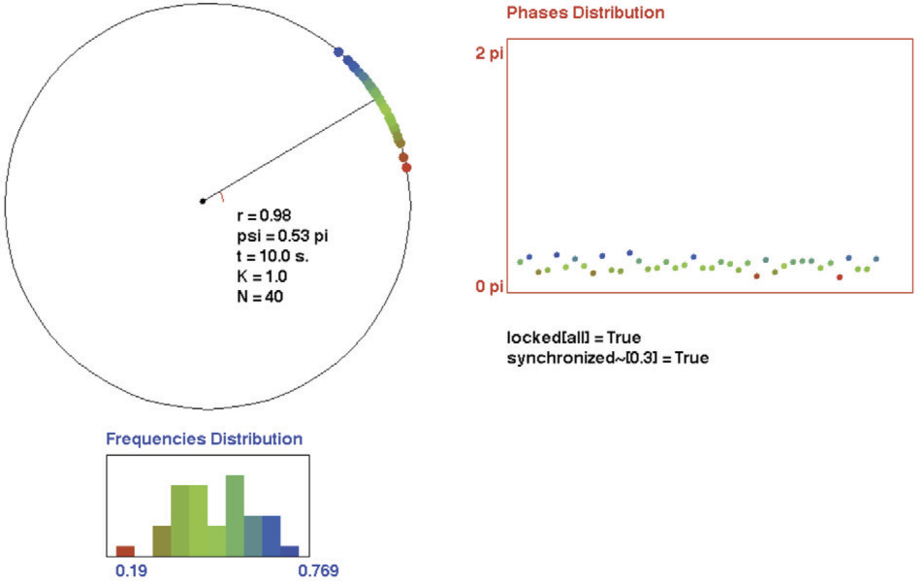 Phases Distribution
2 pi
0 pi
r = 0.98
psi = 0.53 pi
t = 10.0 s.
K = 1.0
N = 40
locked[all] = True
synchronized~[0.3] = True
Frequencies Distribution
0.19
0.769